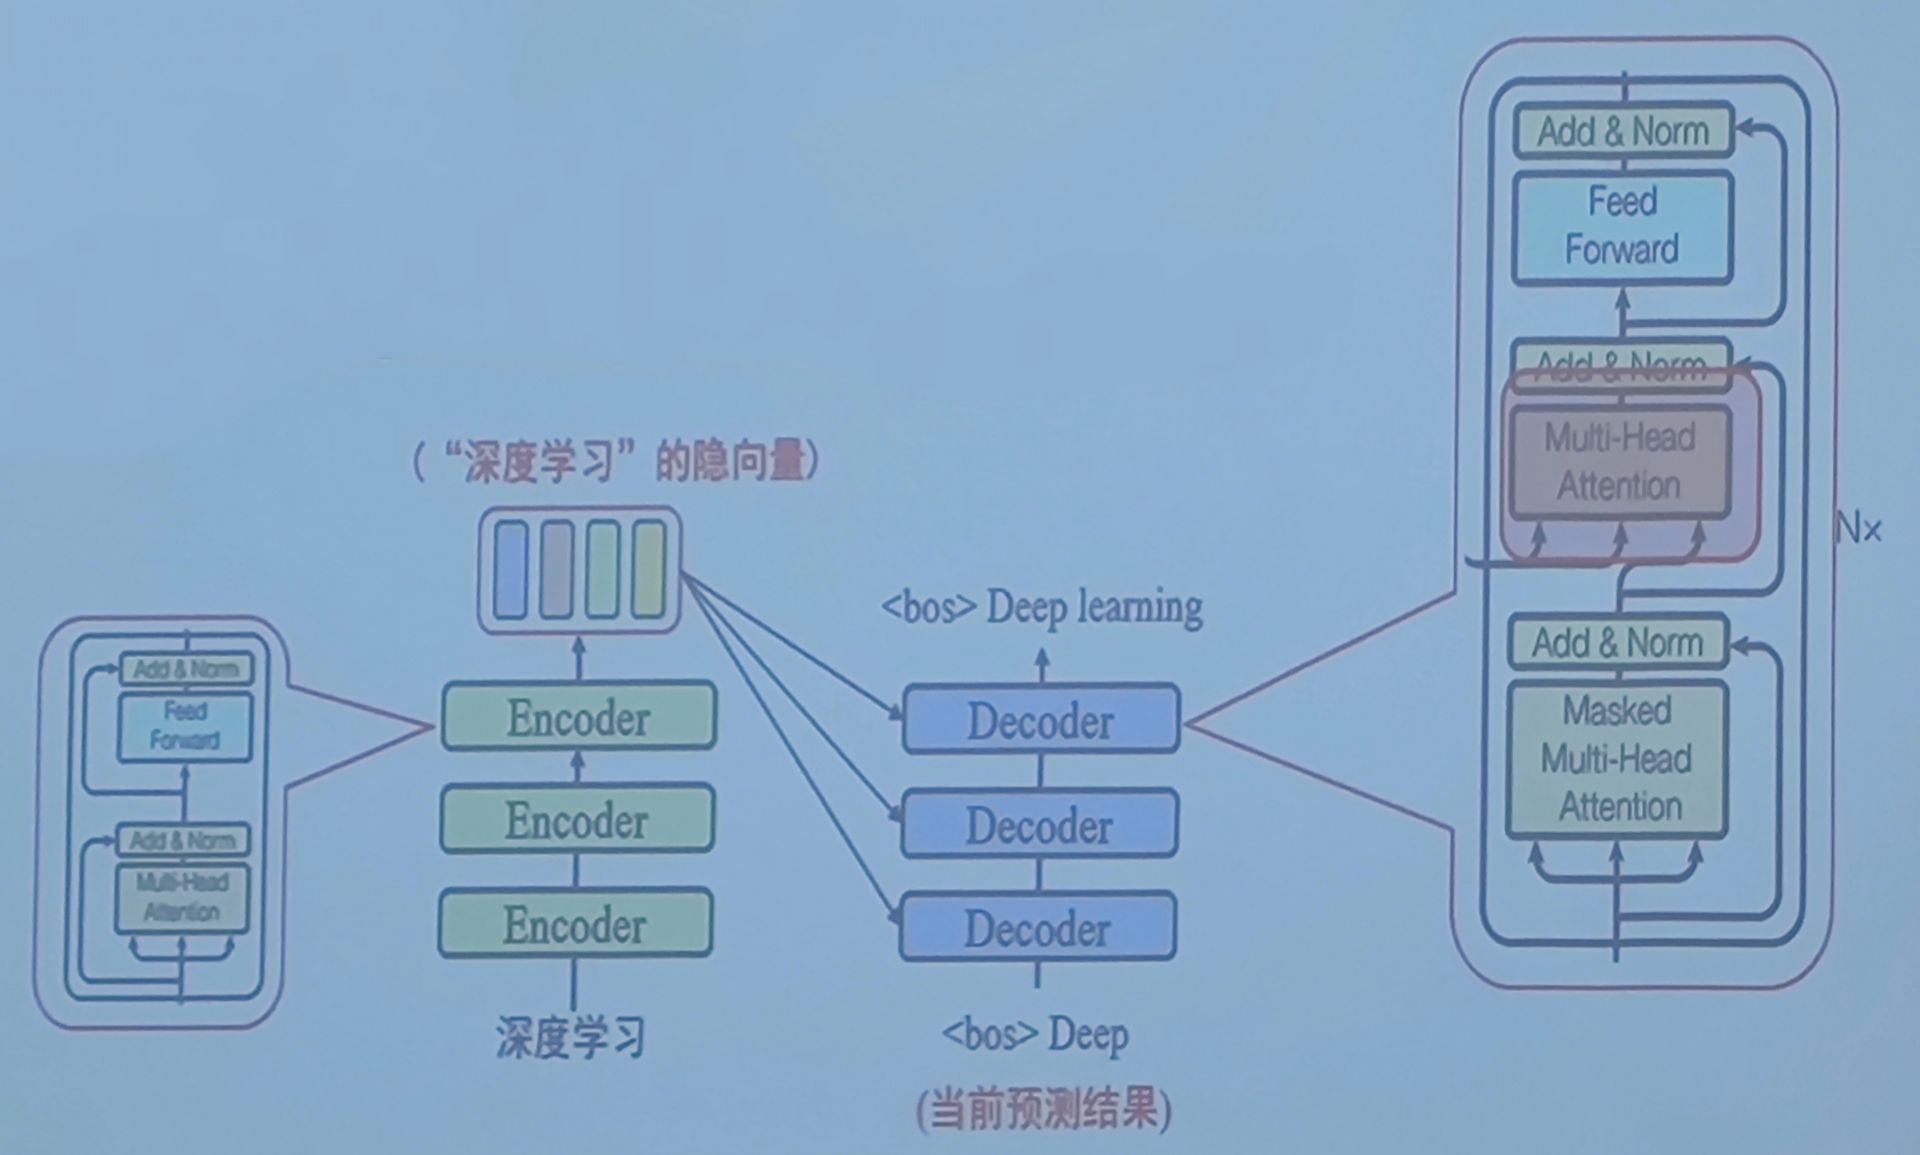 Add & Norm
Feed
Forward
Add & Norm
Multi-Head
Attention
(“深度学习”的隐向量)
Encoder
Encoder
Encoder
深度学习
<bos> Deep learning
Decoder
Decoder
Decoder
<bos> Deep
(当前预测结果)
Add & Norm
Feed
Forward
Add & Norm
Multi-Head
Attention
Nx
Add & Norm
Masked
Multi-Head
Attention